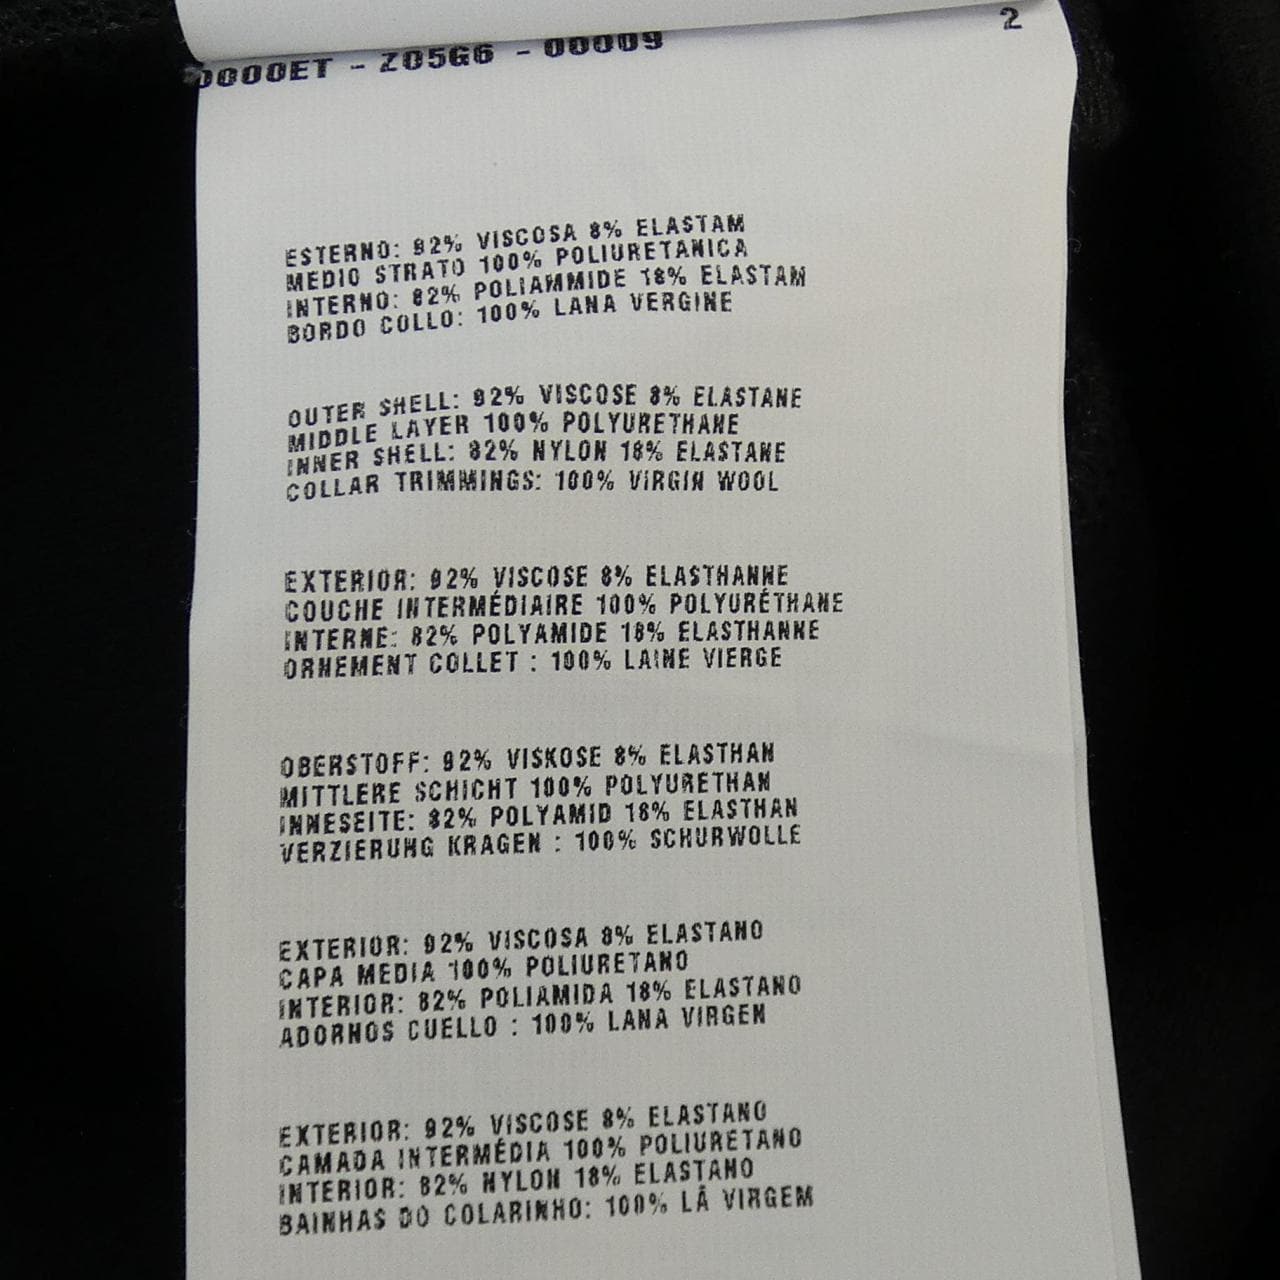 2
0000ET - Z05G6 - 00009
ESTERNO: 92% VISCOSA 8% ELASTAM
MEDIO STRATO 100% POLIURETANICA
INTERNO: 82% POLIAMMIDE 18% ELASTAM
BORDO COLLO: 100% LANA VERGINE
OUTER SHELL: 92% VISCOSE 8% ELASTANE
MIDDLE LAYER 100% POLYURETHANE
INNER SHELL: 82% NYLON 18% ELASTANE
COLLAR TRIMMINGS: 100% VIRGIN WOOL
EXTERIOR: 92% VISCOSE 8% ELASTHANNE
COUCHE INTERMÉDIAIRE 100% POLYURÉTHANE
INTERNE: 82% POLYAMIDE 18% ELASTHANNE
ORNEMENT COLLET : 100% LAINE VIERGE
OBERSTOFF: 92% VISKOSE 8% ELASTHAN
MITTLERE SCHICHT 100% POLYURETHAN
INNESEITE: 82% POLYAMID 18% ELASTHAN
VERZIERUNG KRAGEN : 100% SCHURWOLLE
EXTERIOR: 92% VISCOSA 8% ELASTANO
CAPA MEDIA 100% POLIURETANO
INTERIOR: 82% POLIAMIDA 18% ELASTANO
ADORNOS CUELLO : 100% LANA VIRGEN
EXTERIOR: 92% VISCOSE 8% ELASTANO
CAMADA INTERMÉDIA 100% POLIURETANO
INTERIOR: 82% NYLON 18% ELASTANO
BAINHAS DO COLARINHO: 100% LÃ VIRGEM